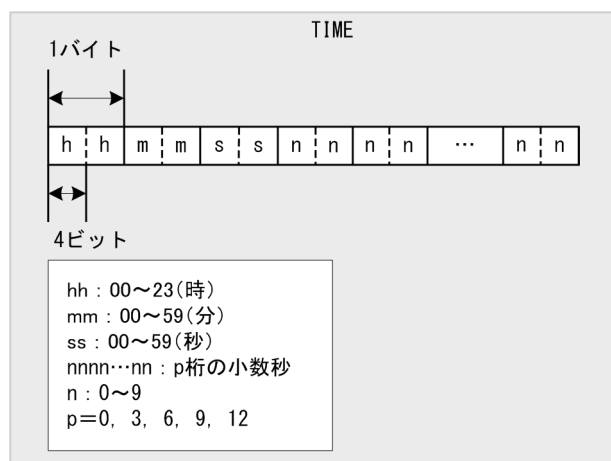 TIME
1バイト
h h m m s s n n n n … n n
4ビット
hh：00～23(時)
mm：00～59(分)
ss：00～59(秒)
nnnn…nn：p桁の小数秒
n：0～9
p＝0, 3, 6, 9, 12